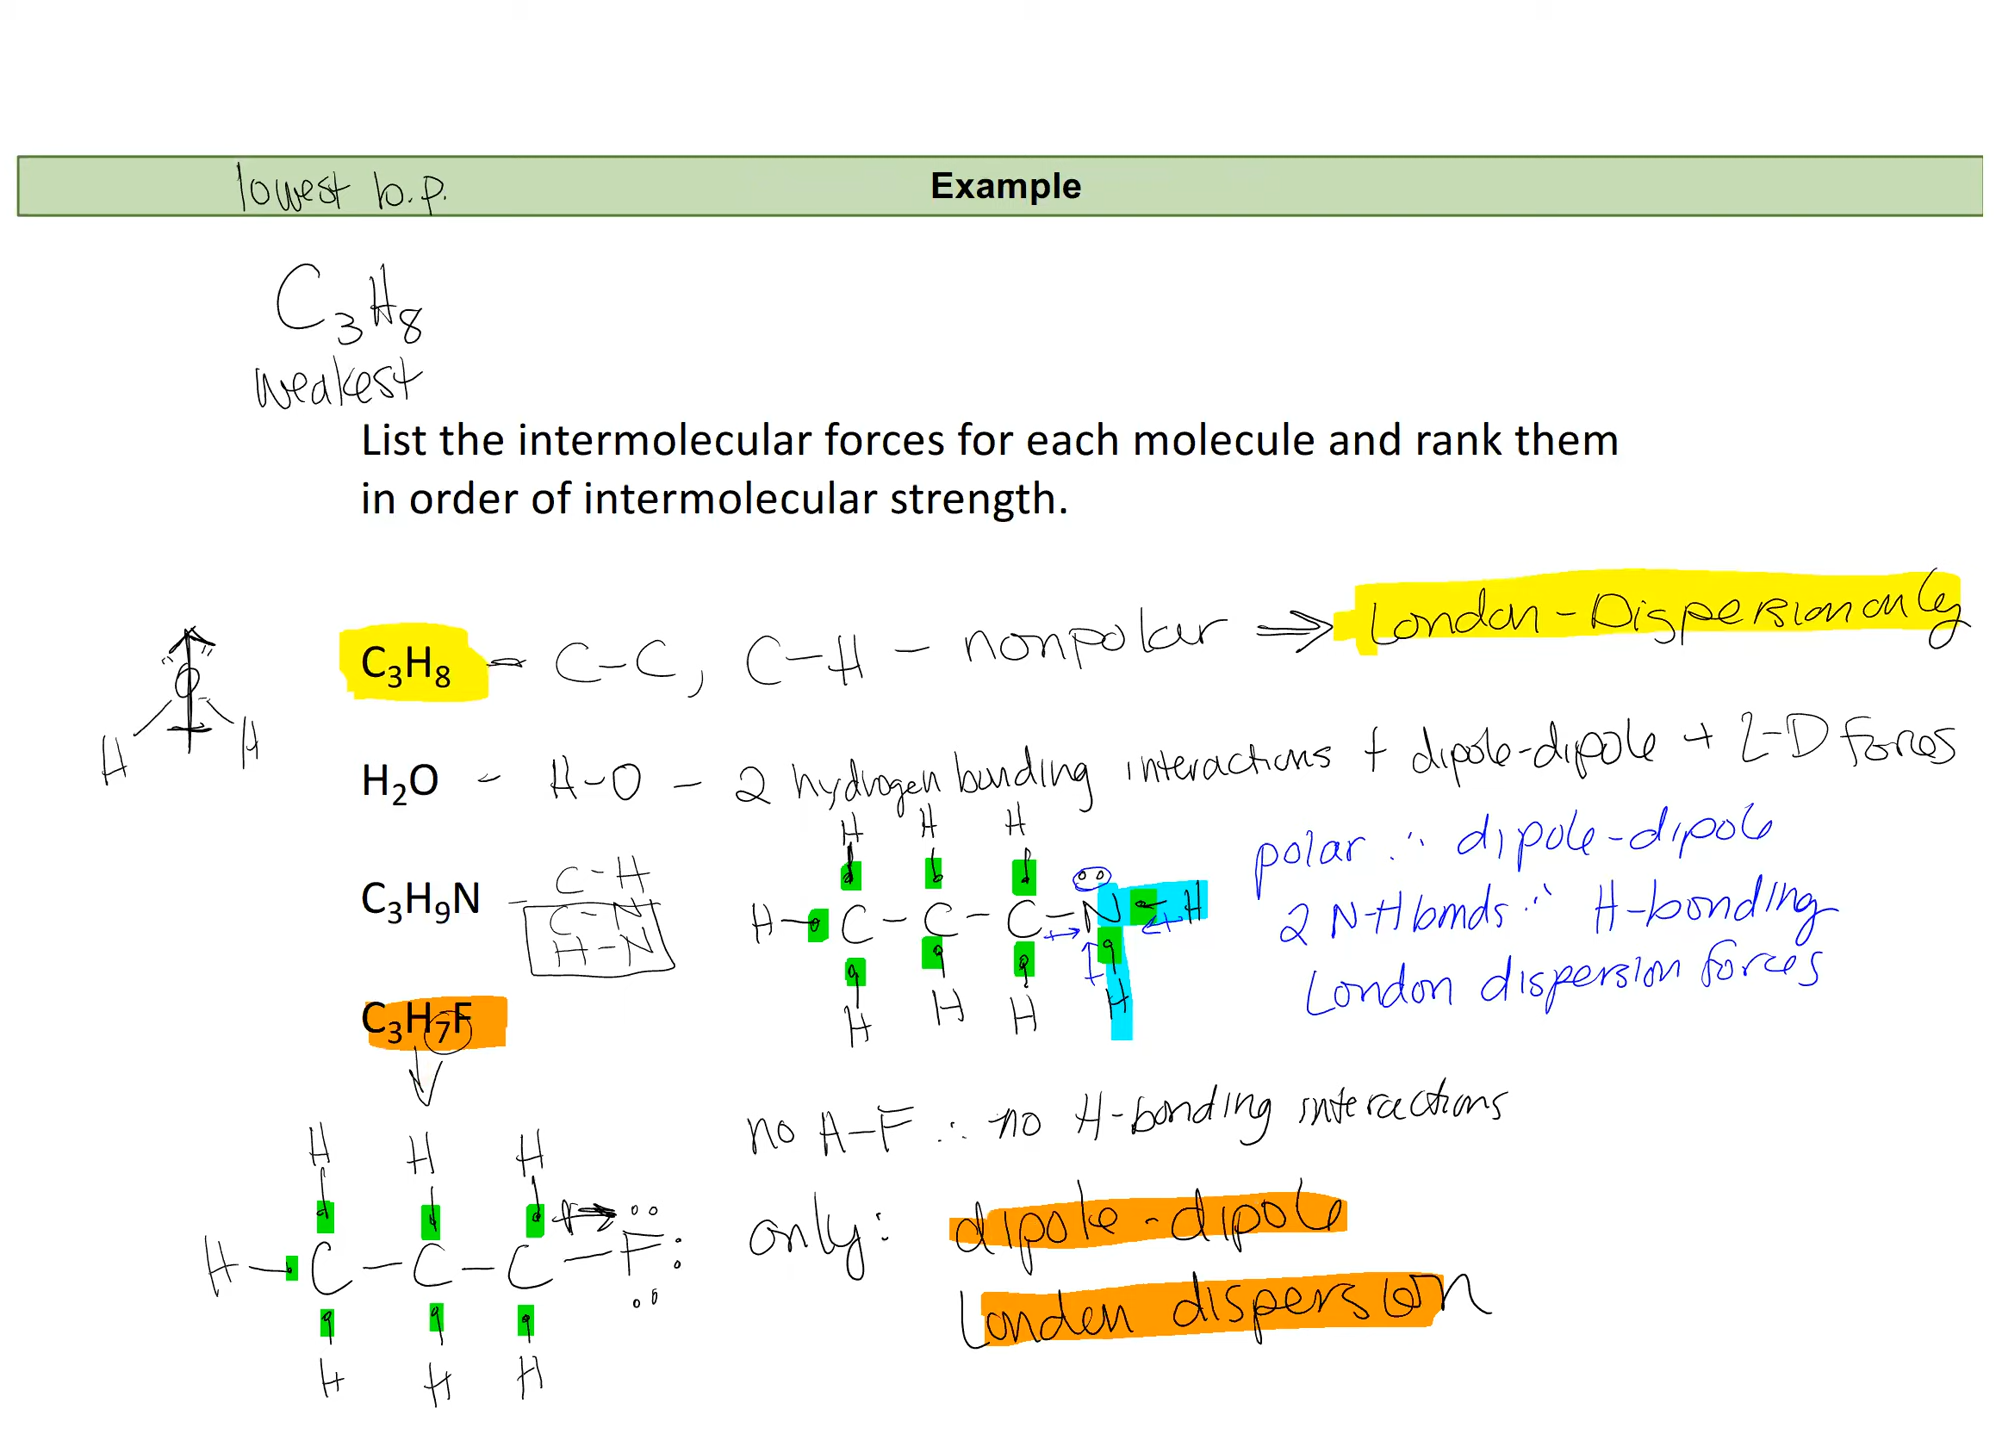 lowest b.p. Example
C₃H₈
weakest
List the intermolecular forces for each molecule and rank them
in order of intermolecular strength.
C₃H₈ – C–C, C–H – nonpolar ⇒ London-Dispersion only
O
H H
H₂O – H–O – 2 hydrogen bonding interactions + dipole-dipole + L-D forces
H H H
polar ∴ dipole-dipole
C₃H₉N – C–H
C–N
H–N
H–C–C–C–N–H
2 N-H bonds ∴ H-bonding
H H H H
London dispersion forces
C₃H₇F
no H–F ∴ no H-bonding interactions
H H H
only: dipole-dipole
H–C–C–C–F
London dispersion
H H H